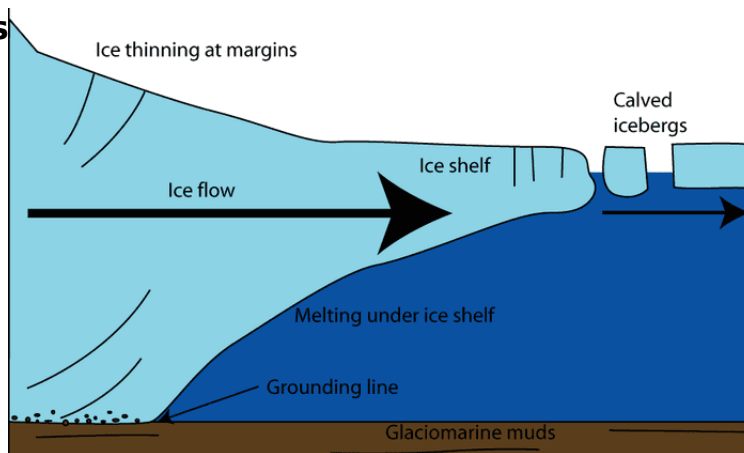 s
Ice thinning at margins
Calved
icebergs
Ice shelf
Ice flow
Melting under ice shelf
Grounding line
Glaciomarine muds